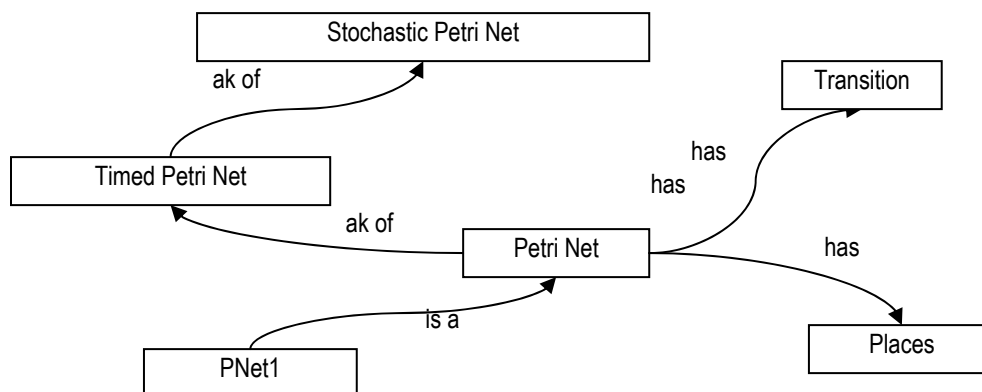 Stochastic Petri Net
ak of
Transition
has
Timed Petri Net
has
ak of
Petri Net
has
is a
Places
PNet1